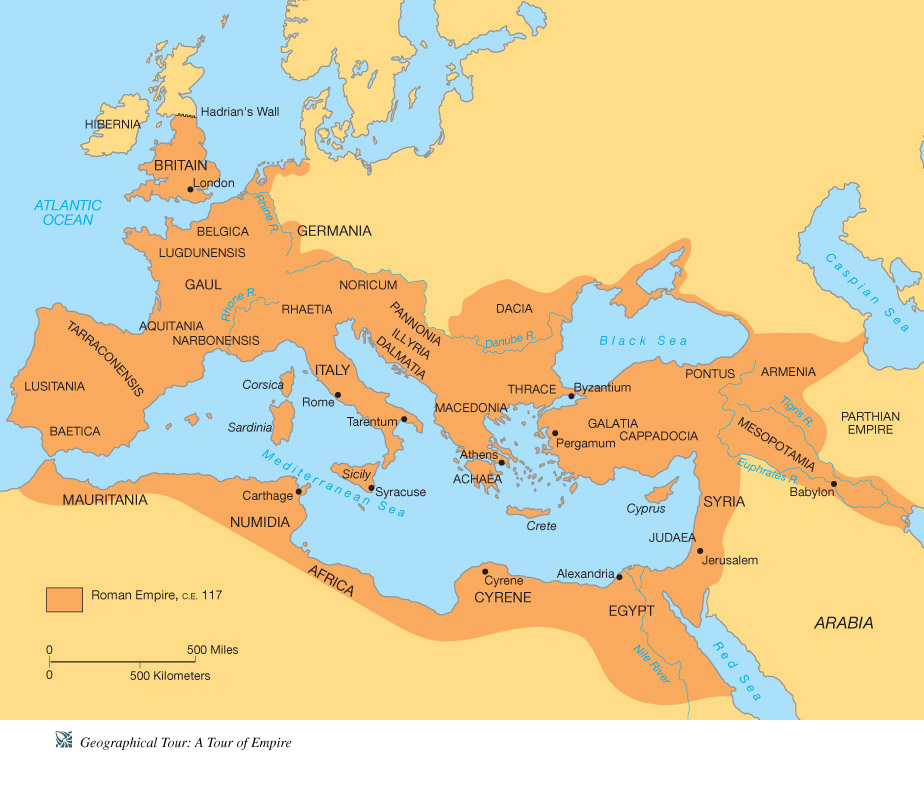 Hadrian's Wall
HIBERNIA
BRITAIN
London
ATLANTIC
OCEAN
Rhine R.
BELGICA
GERMANIA
LUGDUNENSIS
GAUL
NORICUM
Rhone R.
RHAETIA
DACIA
Caspian Sea
AQUITANIA
NARBONENSIS
PANNONIA
ILLYRIA
DALMATIA
Danube R.
Black Sea
TARRACONENSIS
LUSITANIA
BAETICA
Corsica
ITALY
Rome
Sardinia
Tarentum
THRACE
Byzantium
MACEDONIA
PONTUS
ARMENIA
Tigris R.
PARTHIAN
EMPIRE
GALATIA
CAPPADOCIA
Pergamum
MESOPOTAMIA
Euphrates R.
Babylon
Athens
ACHAEA
Mediterranean Sea
Sicily
Syracuse
Carthage
MAURITANIA
NUMIDIA
Crete
Cyprus
SYRIA
JUDAEA
Jerusalem
AFRICA
Cyrene
CYRENE
Alexandria
EGYPT
Nile River
Red Sea
ARABIA
Roman Empire, C.E. 117
0 500 Miles
0 500 Kilometers
Geographical Tour: A Tour of Empire